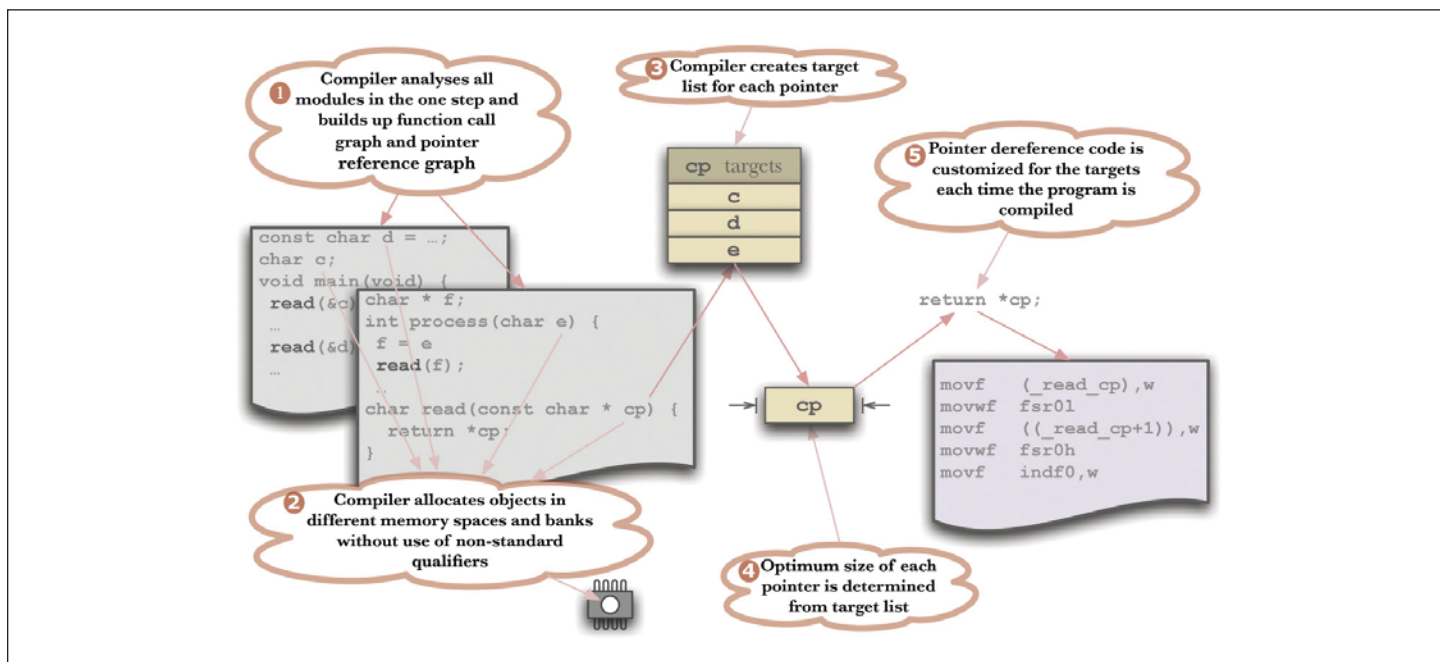 1
Compiler analyses all
modules in the one step and
builds up function call
graph and pointer
reference graph
const char d = …;
char c;
void main(void) {
read(&c)
…
read(&d)
…
char * f;
int process(char e) {
f = e
read(f);
…
char read(const char * cp) {
return *cp;
}
2
Compiler allocates objects in
different memory spaces and banks
without use of non-standard
qualifiers
3
Compiler creates target
list for each pointer
cp targets
c
d
e
cp
4
Optimum size of each
pointer is determined
from target list
5
Pointer dereference code is
customized for the targets
each time the program is
compiled
return *cp;
movf (_read_cp),w
movwf fsr0l
movf ((_read_cp+1)),w
movwf fsr0h
movf indf0,w